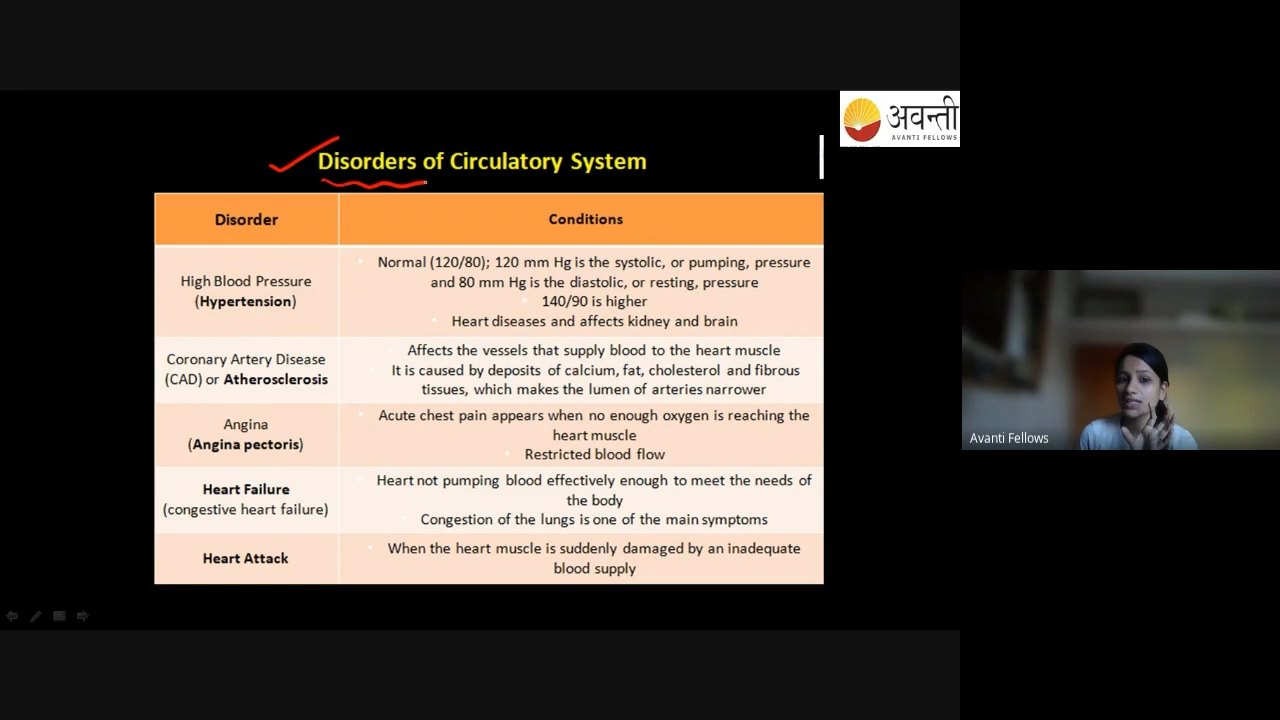 अवन्ती
AVANTI FELLOWS
Disorders of Circulatory System
Disorder
Conditions
High Blood Pressure
(Hypertension)
Normal (120/80); 120 mm Hg is the systolic, or pumping, pressure
and 80 mm Hg is the diastolic, or resting, pressure
140/90 is higher
Heart diseases and affects kidney and brain
Coronary Artery Disease
(CAD) or Atherosclerosis
Affects the vessels that supply blood to the heart muscle
It is caused by deposits of calcium, fat, cholesterol and fibrous
tissues, which makes the lumen of arteries narrower
Angina
(Angina pectoris)
Acute chest pain appears when no enough oxygen is reaching the
heart muscle
Restricted blood flow
Heart Failure
(congestive heart failure)
Heart not pumping blood effectively enough to meet the needs of
the body
Congestion of the lungs is one of the main symptoms
Heart Attack
When the heart muscle is suddenly damaged by an inadequate
blood supply
Avanti Fellows